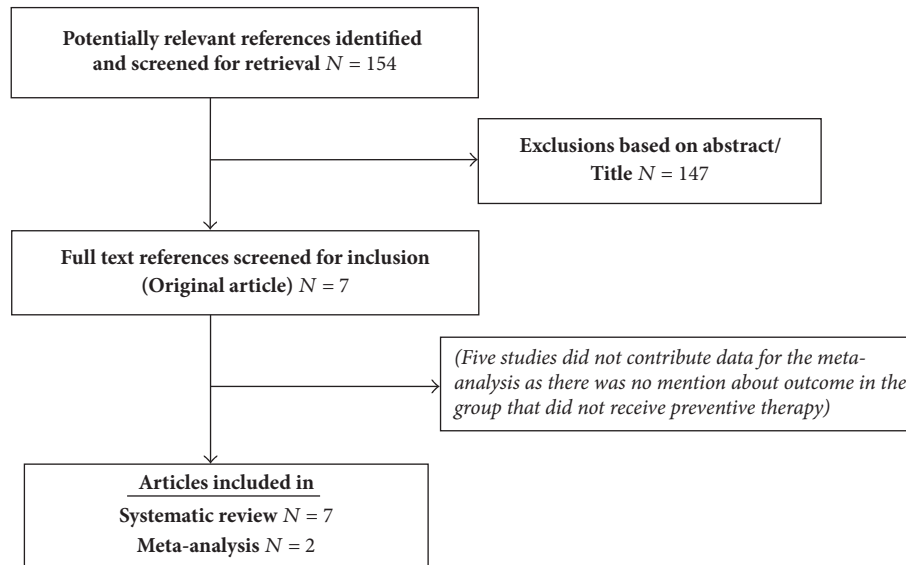 Potentially relevant references identified
and screened for retrieval N = 154
Exclusions based on abstract/
Title N = 147
Full text references screened for inclusion
(Original article) N = 7
(Five studies did not contribute data for the meta-
analysis as there was no mention about outcome in the
group that did not receive preventive therapy)
Articles included in
Systematic review N = 7
Meta-analysis N = 2